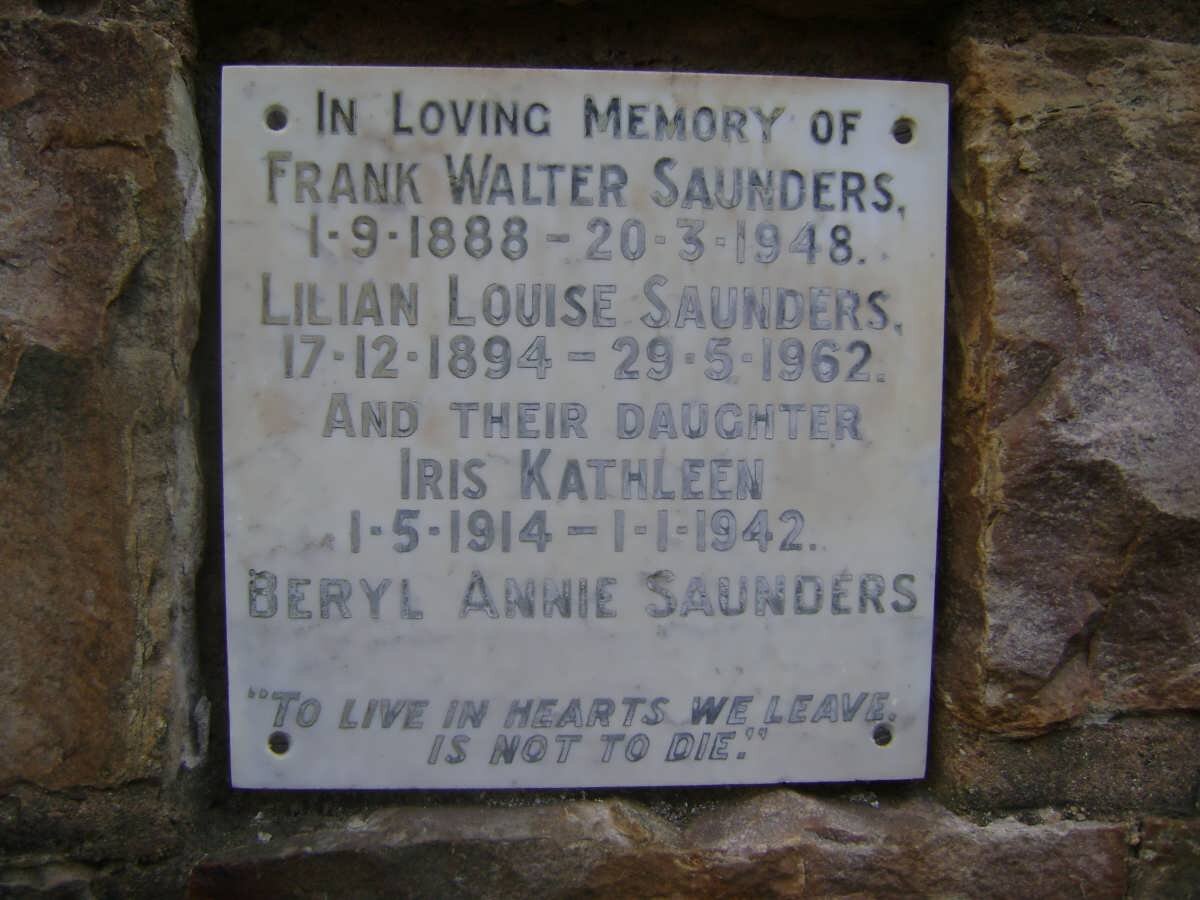 In Loving Memory of
Frank Walter Saunders,
1·9·1888 – 20·3·1948.
Lilian Louise Saunders,
17·12·1894 – 29·5·1962.
And their daughter
Iris Kathleen
1·5·1914 – 1·1·1942.
Beryl Annie Saunders
"To live in hearts we leave,
is not to die."